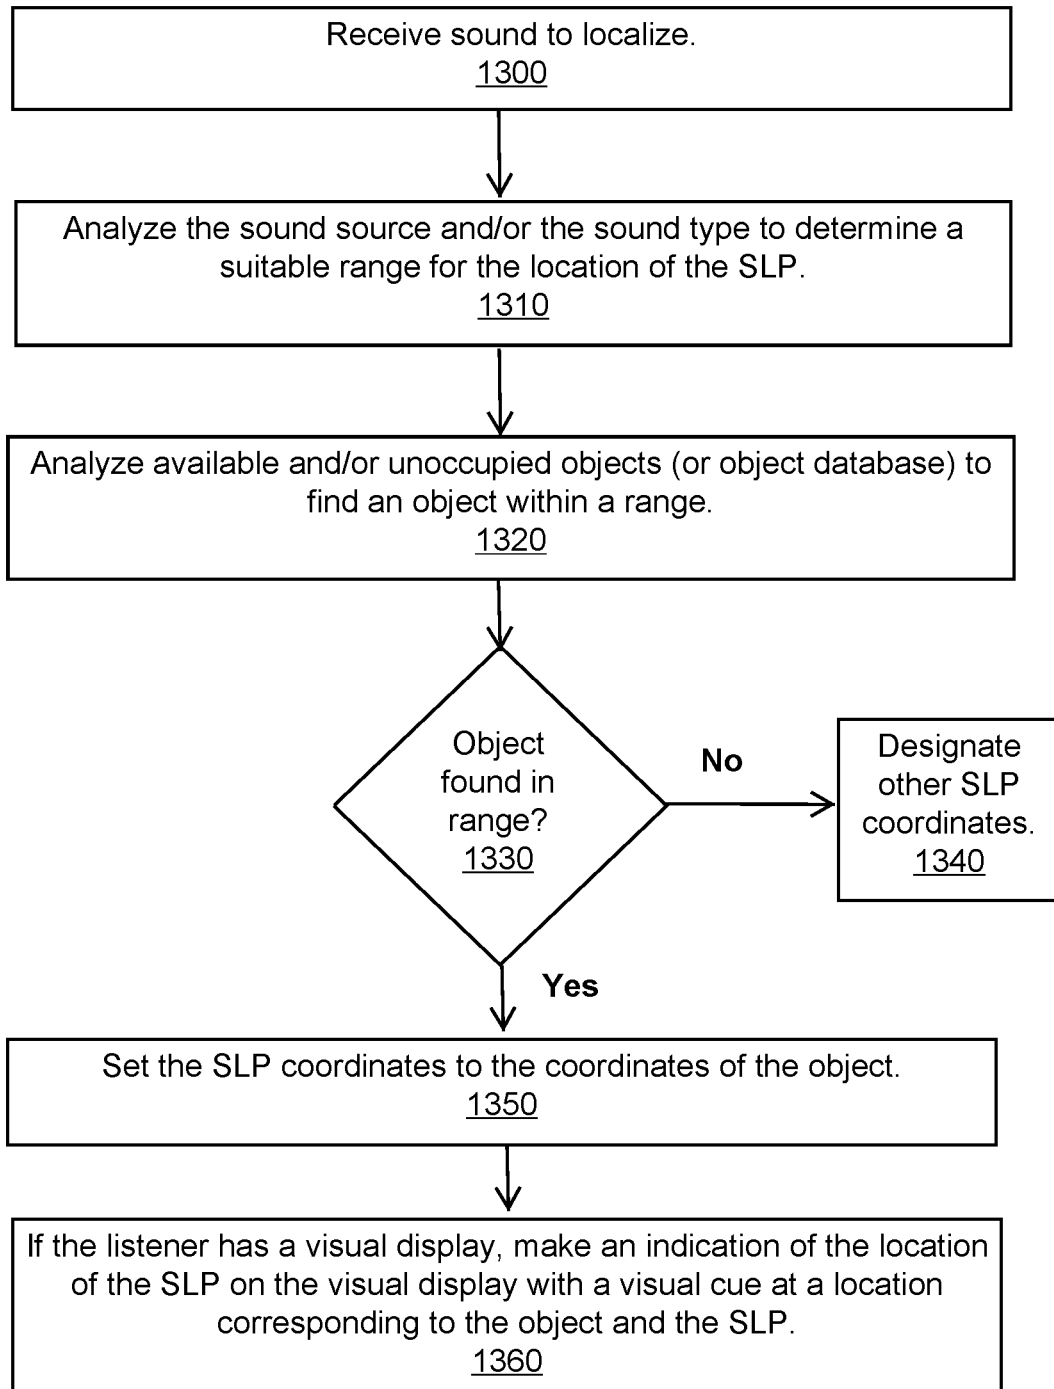 Receive sound to localize.
1300
Analyze the sound source and/or the sound type to determine a
suitable range for the location of the SLP.
1310
Analyze available and/or unoccupied objects (or object database) to
find an object within a range.
1320
Object
found in
range?
1330
No
Designate
other SLP
coordinates.
1340
Yes
Set the SLP coordinates to the coordinates of the object.
1350
If the listener has a visual display, make an indication of the location
of the SLP on the visual display with a visual cue at a location
corresponding to the object and the SLP.
1360